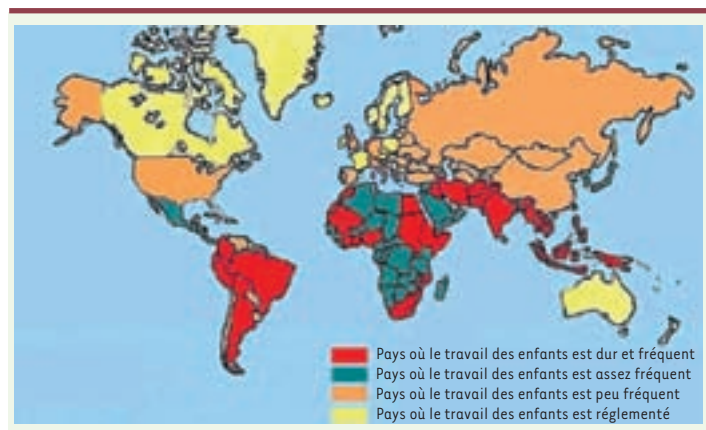 Pays où le travail des enfants est dur et fréquent
Pays où le travail des enfants est assez fréquent
Pays où le travail des enfants est peu fréquent
Pays où le travail des enfants est réglementé